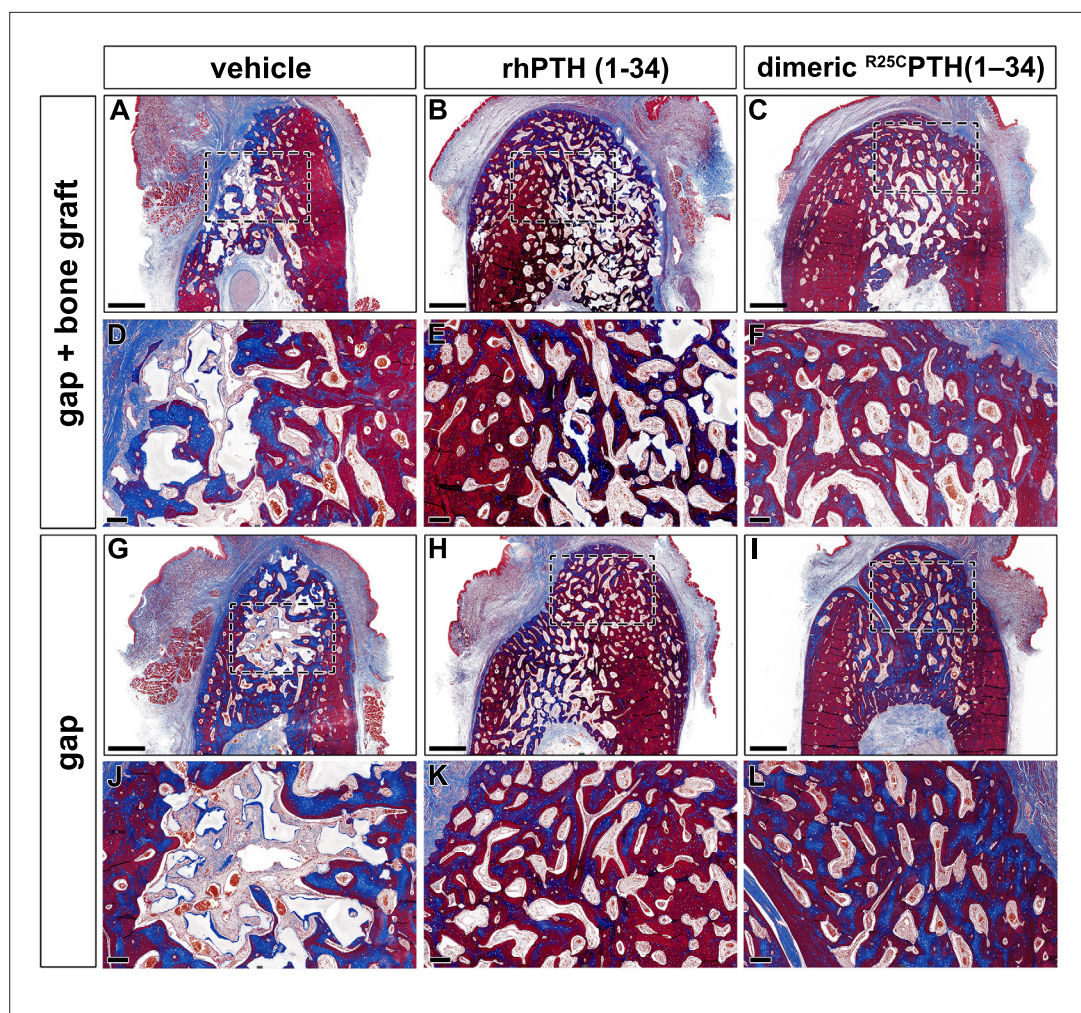 vehicle
rhPTH (1-34)
dimeric R25CPTH(1–34)
gap + bone graft
A
B
C
D
E
F
gap
G
H
I
J
K
L